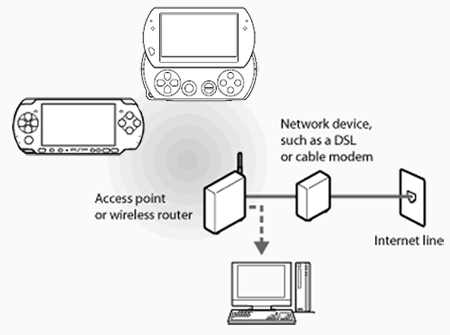 Network device,
such as a DSL
or cable modem
Access point
or wireless router
Internet line